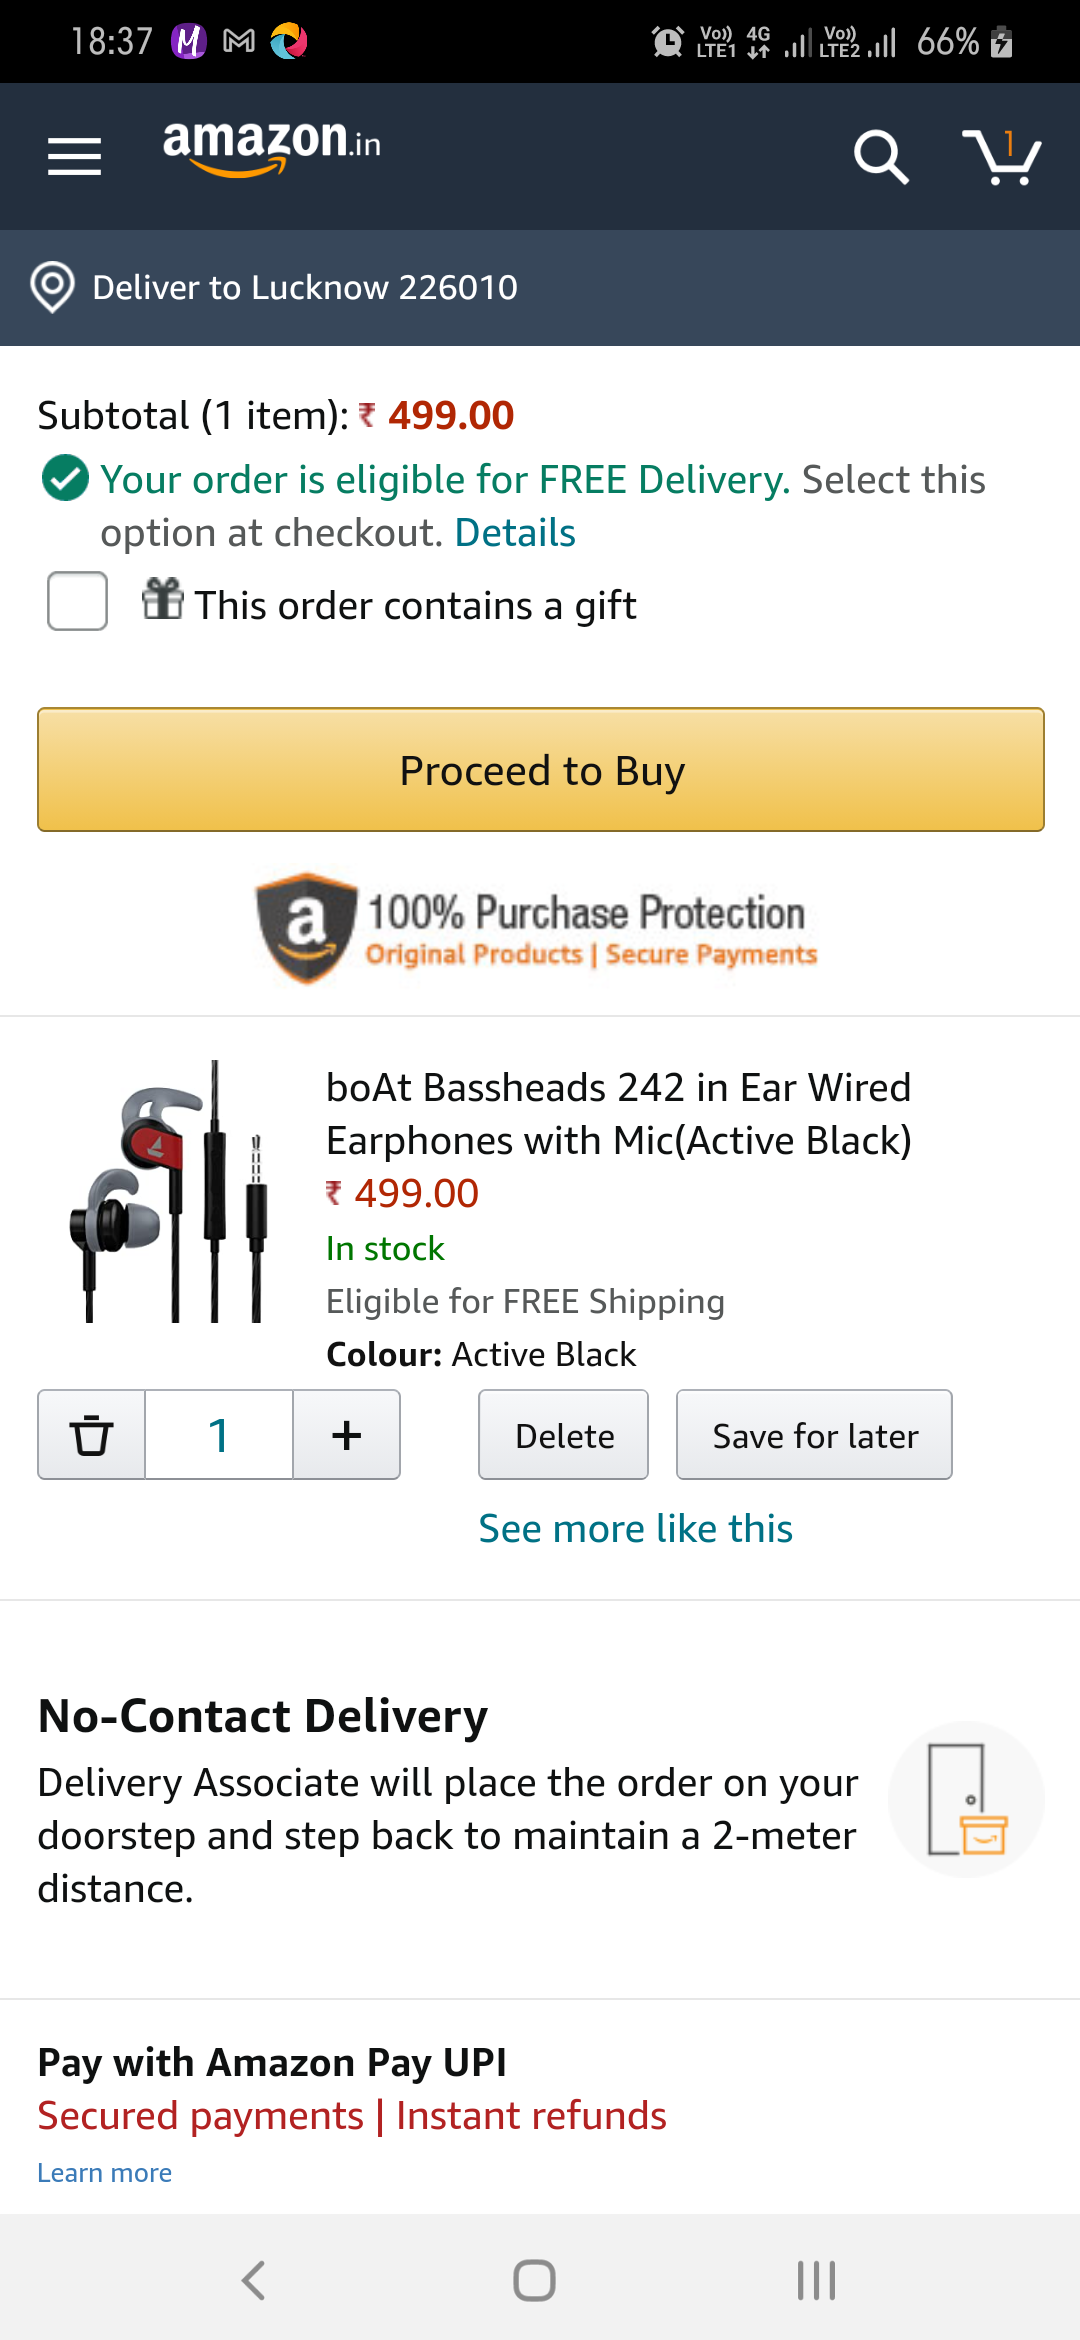 18:37 M M Vo)) LTE1 4G Vo)) LTE2 66%
amazon.in 1
Deliver to Lucknow 226010
Subtotal (1 item): ₹ 499.00
Your order is eligible for FREE Delivery. Select this
option at checkout. Details
This order contains a gift
Proceed to Buy
a 100% Purchase Protection
Original Products | Secure Payments
boAt Bassheads 242 in Ear Wired
Earphones with Mic(Active Black)
₹ 499.00
In stock
Eligible for FREE Shipping
Colour: Active Black
1 + Delete Save for later
See more like this
No-Contact Delivery
Delivery Associate will place the order on your
doorstep and step back to maintain a 2-meter
distance.
Pay with Amazon Pay UPI
Secured payments | Instant refunds
Learn more